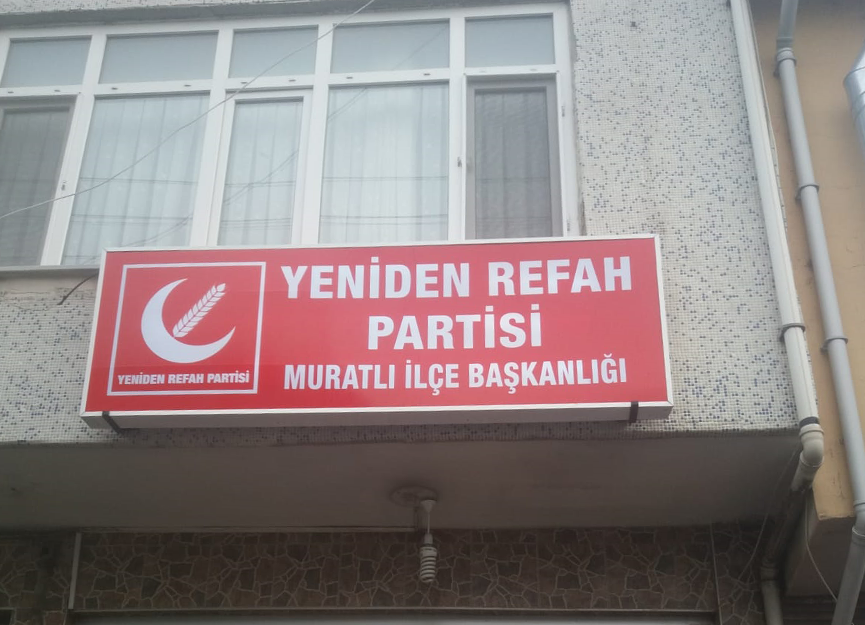 YENİDEN REFAH
PARTİSİ
MURATLI İLÇE BAŞKANLIĞI
YENİDEN REFAH PARTİSİ